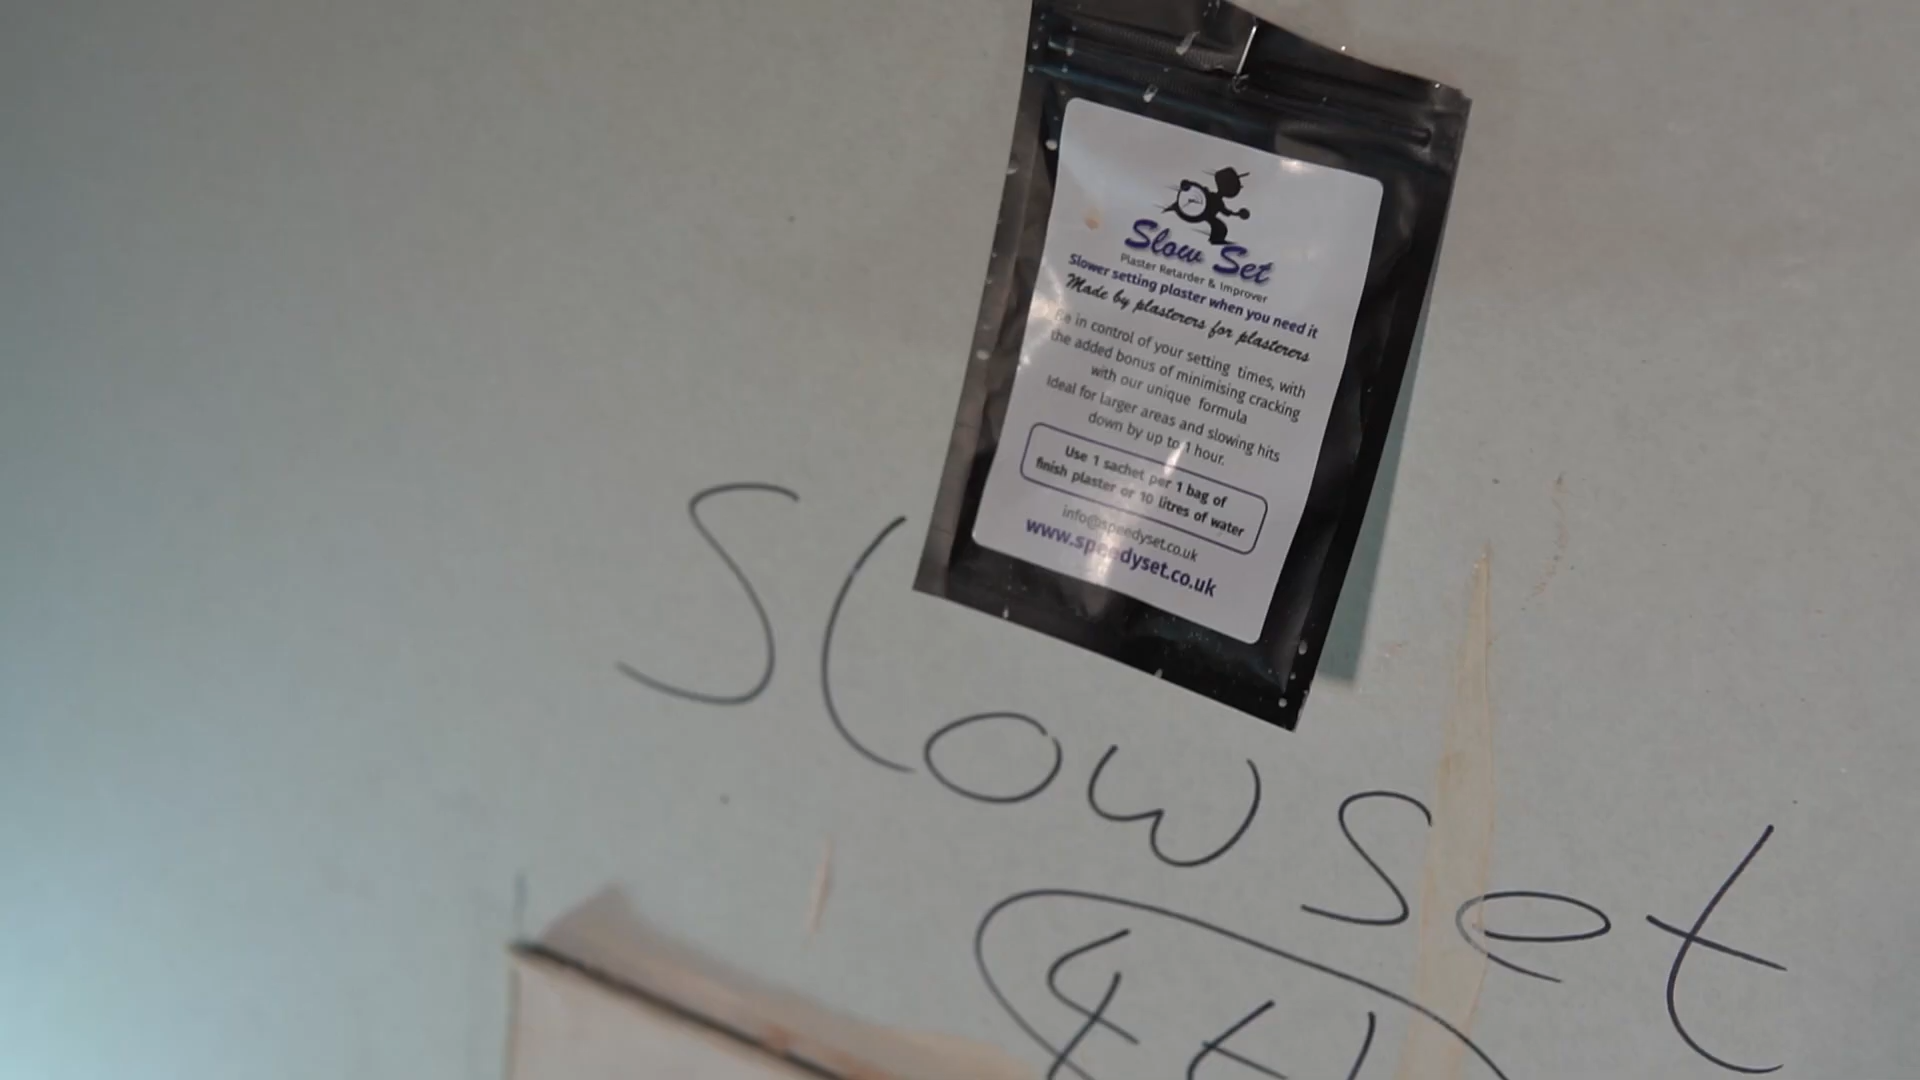 Slow Set
Plaster Retarder & Improver
Slower setting plaster when you need it
Made by plasterers for plasterers
Be in control of your setting times, with
the added bonus of minimising cracking
with our unique formula
Ideal for larger areas and slowing hits
down by up to 1 hour.
Use 1 sachet per 1 bag of
finish plaster or 10 litres of water
info@speedyset.co.uk
www.speedyset.co.uk
Slow Set